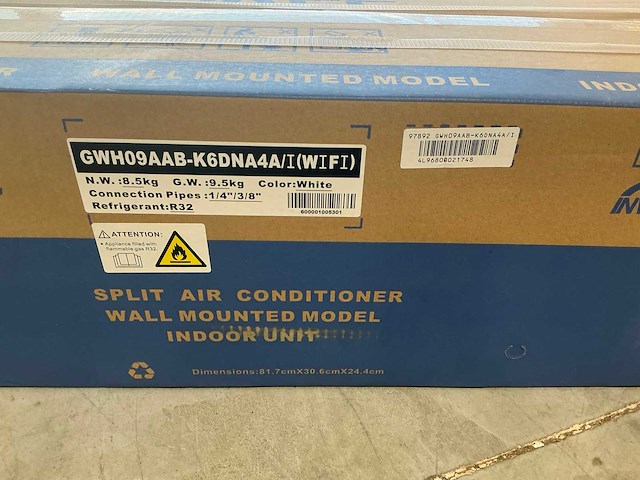 WALL MOUNTED MODEL
97892 GWH09AAB-K6DNA4A/I
4L96800021748
GWH09AAB-K6DNA4A/I(WIFI)
N.W. :8.5kg G.W. :9.5kg Color:White
Connection Pipes :1/4"/3/8"
Refrigerant:R32
600001005301
ATTENTION:
• Appliance filled with
flammable gas R32.
SPLIT AIR CONDITIONER
WALL MOUNTED MODEL
INDOOR UNIT
Dimensions:81.7cmX30.6cmX24.4cm